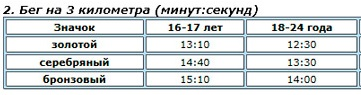 2. Бег на 3 километра (минут:секунд)
Значок 16-17 лет 18-24 года
золотой 13:10 12:30
серебряный 14:40 13:30
бронзовый 15:10 14:00